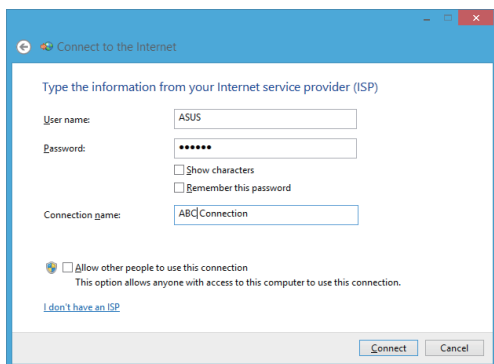 Connect to the Internet
Type the information from your Internet service provider (ISP)
User name:
ASUS
Password:
••••••
Show characters
Remember this password
Connection name:
ABC Connection
Allow other people to use this connection
This option allows anyone with access to this computer to use this connection.
I don't have an ISP
Connect
Cancel